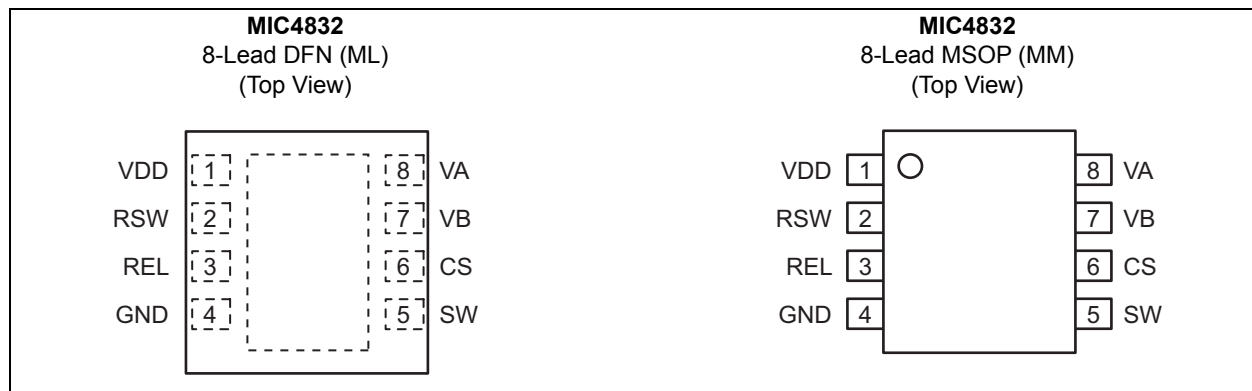 MIC4832
8-Lead DFN (ML)
(Top View)
VDD 1 8 VA
RSW 2 7 VB
REL 3 6 CS
GND 4 5 SW
MIC4832
8-Lead MSOP (MM)
(Top View)
VDD 1 8 VA
RSW 2 7 VB
REL 3 6 CS
GND 4 5 SW